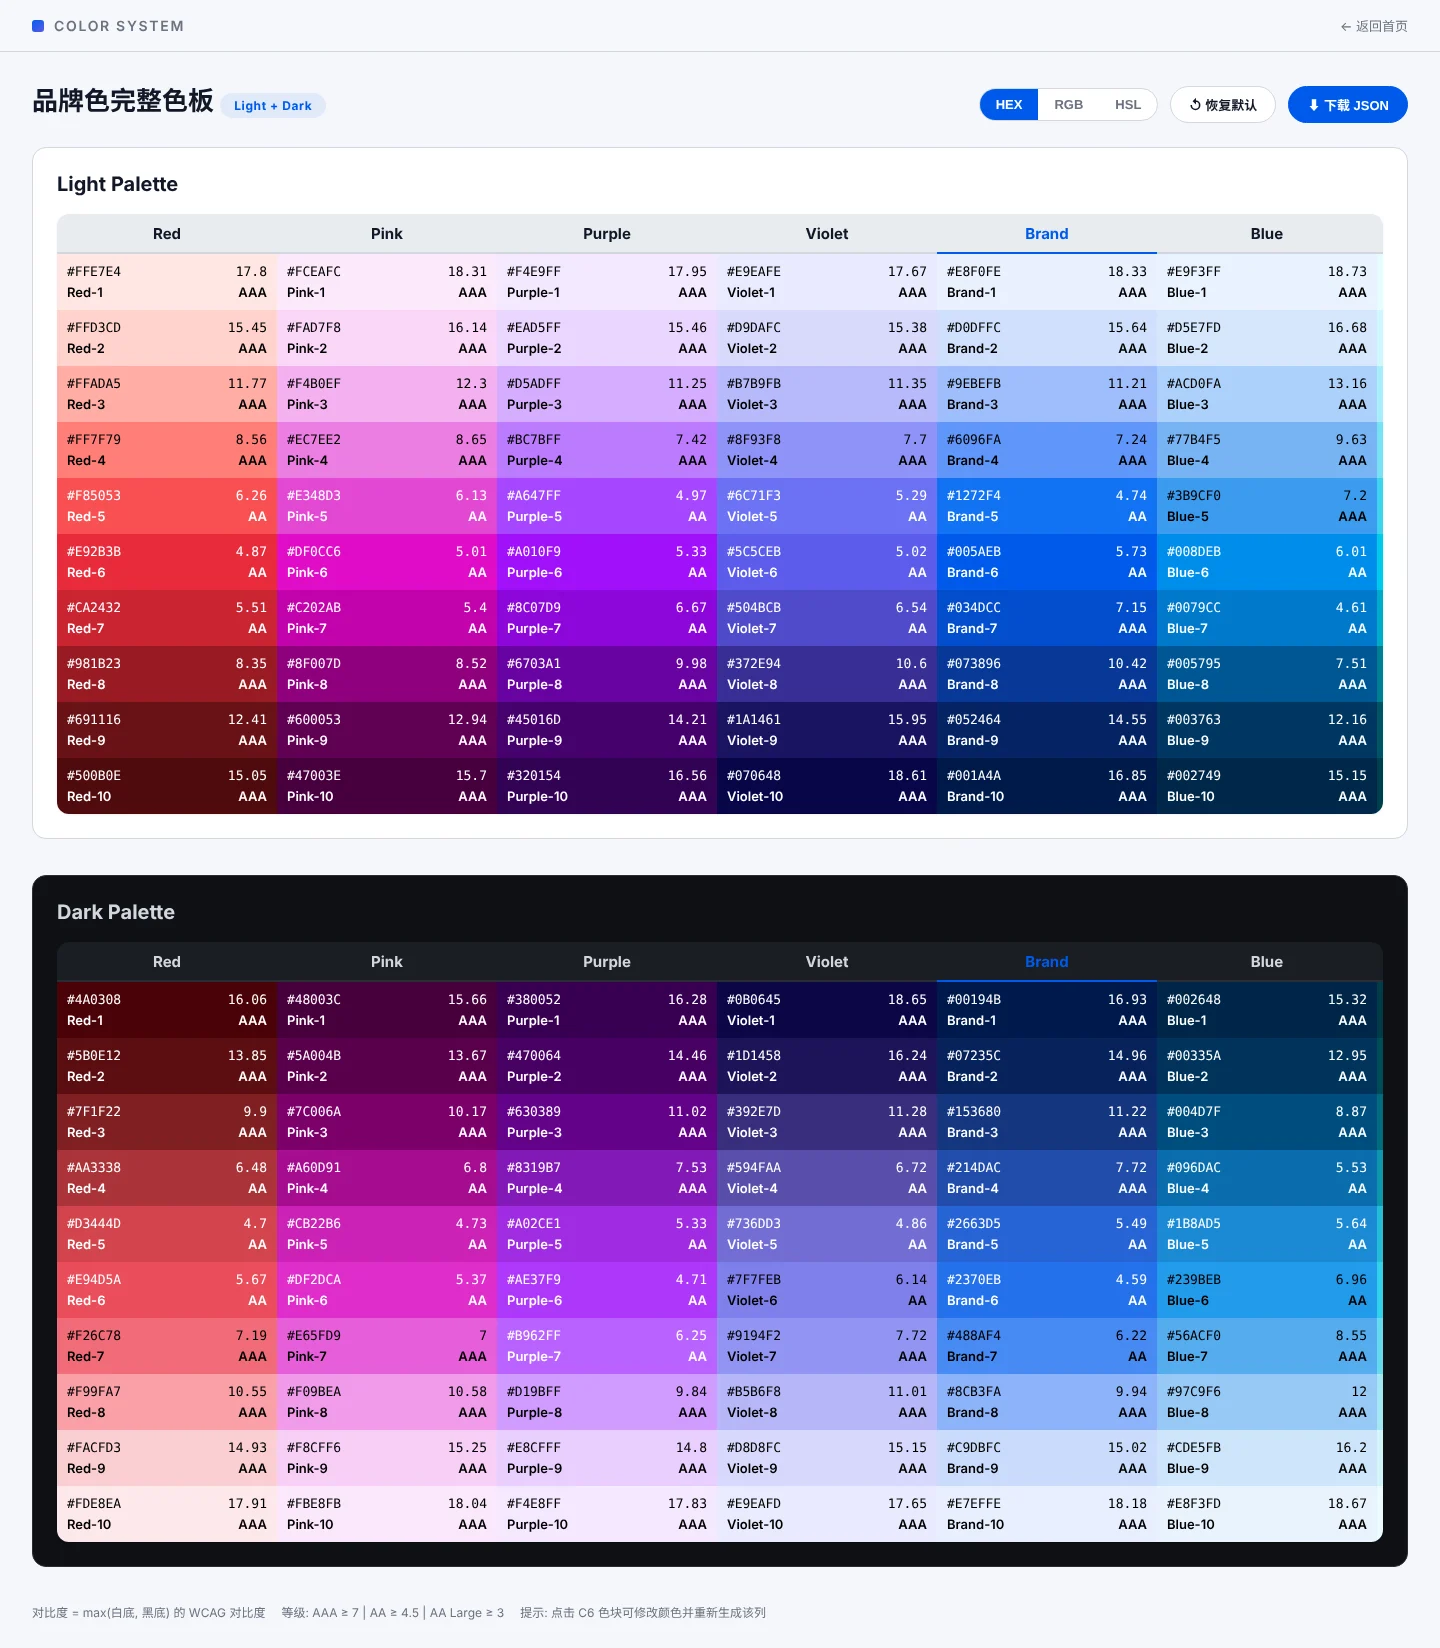 COLOR SYSTEM
← 返回首页
品牌色完整色板 Light + Dark
HEX RGB HSL ↺ 恢复默认 ⬇ 下载 JSON
Light Palette
Red Pink Purple Violet Brand Blue
#FFE7E4 17.8 #FCEAFC 18.31 #F4E9FF 17.95 #E9EAFE 17.67 #E8F0FE 18.33 #E9F3FF 18.73
Red-1 AAA Pink-1 AAA Purple-1 AAA Violet-1 AAA Brand-1 AAA Blue-1 AAA
#FFD3CD 15.45 #FAD7F8 16.14 #EAD5FF 15.46 #D9DAFC 15.38 #D0DFFC 15.64 #D5E7FD 16.68
Red-2 AAA Pink-2 AAA Purple-2 AAA Violet-2 AAA Brand-2 AAA Blue-2 AAA
#FFADA5 11.77 #F4B0EF 12.3 #D5ADFF 11.25 #B7B9FB 11.35 #9EBEFB 11.21 #ACD0FA 13.16
Red-3 AAA Pink-3 AAA Purple-3 AAA Violet-3 AAA Brand-3 AAA Blue-3 AAA
#FF7F79 8.56 #EC7EE2 8.65 #BC7BFF 7.42 #8F93F8 7.7 #6096FA 7.24 #77B4F5 9.63
Red-4 AAA Pink-4 AAA Purple-4 AAA Violet-4 AAA Brand-4 AAA Blue-4 AAA
#F85053 6.26 #E348D3 6.13 #A647FF 4.97 #6C71F3 5.29 #1272F4 4.74 #3B9CF0 7.2
Red-5 AA Pink-5 AA Purple-5 AA Violet-5 AA Brand-5 AA Blue-5 AAA
#E92B3B 4.87 #DF0CC6 5.01 #A010F9 5.33 #5C5CEB 5.02 #005AEB 5.73 #008DEB 6.01
Red-6 AA Pink-6 AA Purple-6 AA Violet-6 AA Brand-6 AA Blue-6 AA
#CA2432 5.51 #C202AB 5.4 #8C07D9 6.67 #504BCB 6.54 #034DCC 7.15 #0079CC 4.61
Red-7 AA Pink-7 AA Purple-7 AA Violet-7 AA Brand-7 AAA Blue-7 AA
#981B23 8.35 #8F007D 8.52 #6703A1 9.98 #372E94 10.6 #073896 10.42 #005795 7.51
Red-8 AAA Pink-8 AAA Purple-8 AAA Violet-8 AAA Brand-8 AAA Blue-8 AAA
#691116 12.41 #600053 12.94 #45016D 14.21 #1A1461 15.95 #052464 14.55 #003763 12.16
Red-9 AAA Pink-9 AAA Purple-9 AAA Violet-9 AAA Brand-9 AAA Blue-9 AAA
#500B0E 15.05 #47003E 15.7 #320154 16.56 #070648 18.61 #001A4A 16.85 #002749 15.15
Red-10 AAA Pink-10 AAA Purple-10 AAA Violet-10 AAA Brand-10 AAA Blue-10 AAA
Dark Palette
Red Pink Purple Violet Brand Blue
#4A0308 16.06 #48003C 15.66 #380052 16.28 #0B0645 18.65 #00194B 16.93 #002648 15.32
Red-1 AAA Pink-1 AAA Purple-1 AAA Violet-1 AAA Brand-1 AAA Blue-1 AAA
#5B0E12 13.85 #5A004B 13.67 #470064 14.46 #1D1458 16.24 #07235C 14.96 #00335A 12.95
Red-2 AAA Pink-2 AAA Purple-2 AAA Violet-2 AAA Brand-2 AAA Blue-2 AAA
#7F1F22 9.9 #7C006A 10.17 #630389 11.02 #392E7D 11.28 #153680 11.22 #004D7F 8.87
Red-3 AAA Pink-3 AAA Purple-3 AAA Violet-3 AAA Brand-3 AAA Blue-3 AAA
#AA3338 6.48 #A60D91 6.8 #8319B7 7.53 #594FAA 6.72 #214DAC 7.72 #096DAC 5.53
Red-4 AA Pink-4 AA Purple-4 AAA Violet-4 AA Brand-4 AAA Blue-4 AA
#D3444D 4.7 #CB22B6 4.73 #A02CE1 5.33 #736DD3 4.86 #2663D5 5.49 #1B8AD5 5.64
Red-5 AA Pink-5 AA Purple-5 AA Violet-5 AA Brand-5 AA Blue-5 AA
#E94D5A 5.67 #DF2DCA 5.37 #AE37F9 4.71 #7F7FEB 6.14 #2370EB 4.59 #239BEB 6.96
Red-6 AA Pink-6 AA Purple-6 AA Violet-6 AA Brand-6 AA Blue-6 AA
#F26C78 7.19 #E65FD9 7 #B962FF 6.25 #9194F2 7.72 #488AF4 6.22 #56ACF0 8.55
Red-7 AAA Pink-7 AAA Purple-7 AA Violet-7 AAA Brand-7 AA Blue-7 AAA
#F99FA7 10.55 #F09BEA 10.58 #D19BFF 9.84 #B5B6F8 11.01 #8CB3FA 9.94 #97C9F6 12
Red-8 AAA Pink-8 AAA Purple-8 AAA Violet-8 AAA Brand-8 AAA Blue-8 AAA
#FACFD3 14.93 #F8CFF6 15.25 #E8CFFF 14.8 #D8D8FC 15.15 #C9DBFC 15.02 #CDE5FB 16.2
Red-9 AAA Pink-9 AAA Purple-9 AAA Violet-9 AAA Brand-9 AAA Blue-9 AAA
#FDE8EA 17.91 #FBE8FB 18.04 #F4E8FF 17.83 #E9EAFD 17.65 #E7EFFE 18.18 #E8F3FD 18.67
Red-10 AAA Pink-10 AAA Purple-10 AAA Violet-10 AAA Brand-10 AAA Blue-10 AAA
对比度 = max(白底, 黑底) 的 WCAG 对比度 等级: AAA ≥ 7 | AA ≥ 4.5 | AA Large ≥ 3 提示: 点击 C6 色块可修改颜色并重新生成该列